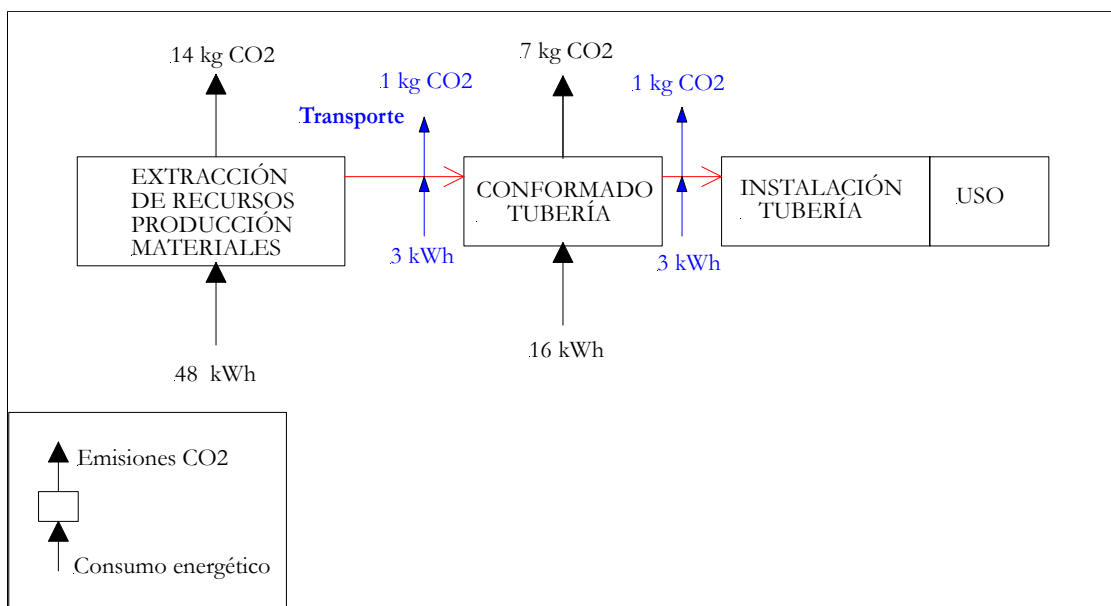 14 kg CO2
7 kg CO2
1 kg CO2
1 kg CO2
Transporte
EXTRACCIÓN
DE RECURSOS
PRODUCCIÓN
MATERIALES
CONFORMADO
TUBERÍA
INSTALACIÓN
TUBERÍA
USO
3 kWh
3 kWh
48 kWh
16 kWh
Emisiones CO2
Consumo energético